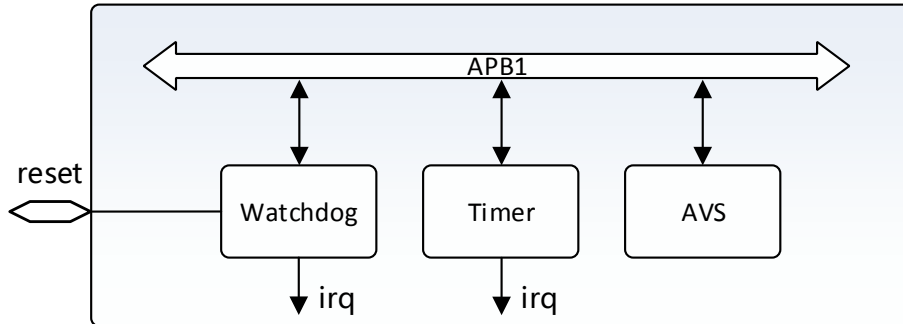 APB1
reset
Watchdog
Timer
AVS
irq
irq